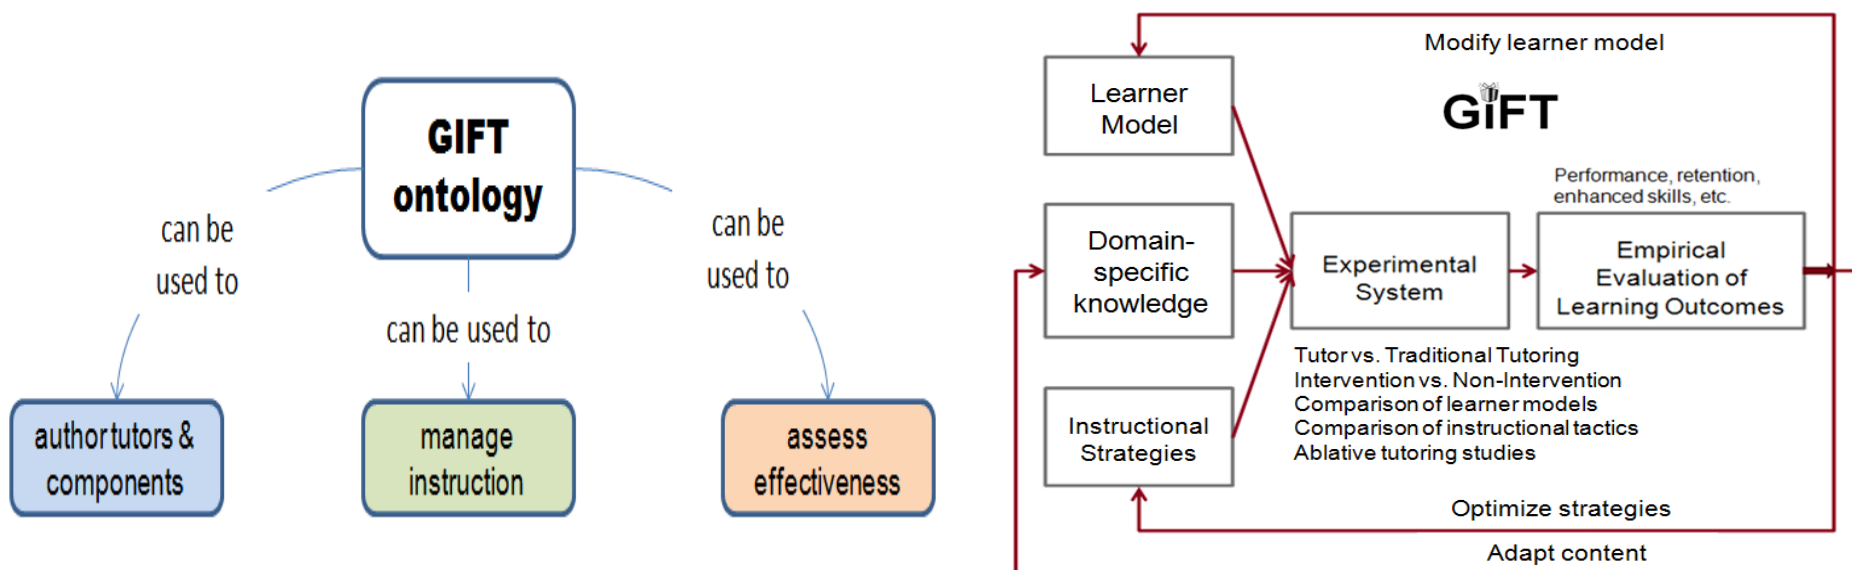 GIFT
ontology
can be
used to
can be used to
can be
used to
author tutors &
components
manage
instruction
assess
effectiveness
Modify learner model
Learner
Model
GiFT
Performance, retention,
enhanced skills, etc.
Domain-
specific
knowledge
Experimental
System
Empirical
Evaluation of
Learning Outcomes
Tutor vs. Traditional Tutoring
Intervention vs. Non-Intervention
Comparison of learner models
Comparison of instructional tactics
Ablative tutoring studies
Instructional
Strategies
Optimize strategies
Adapt content